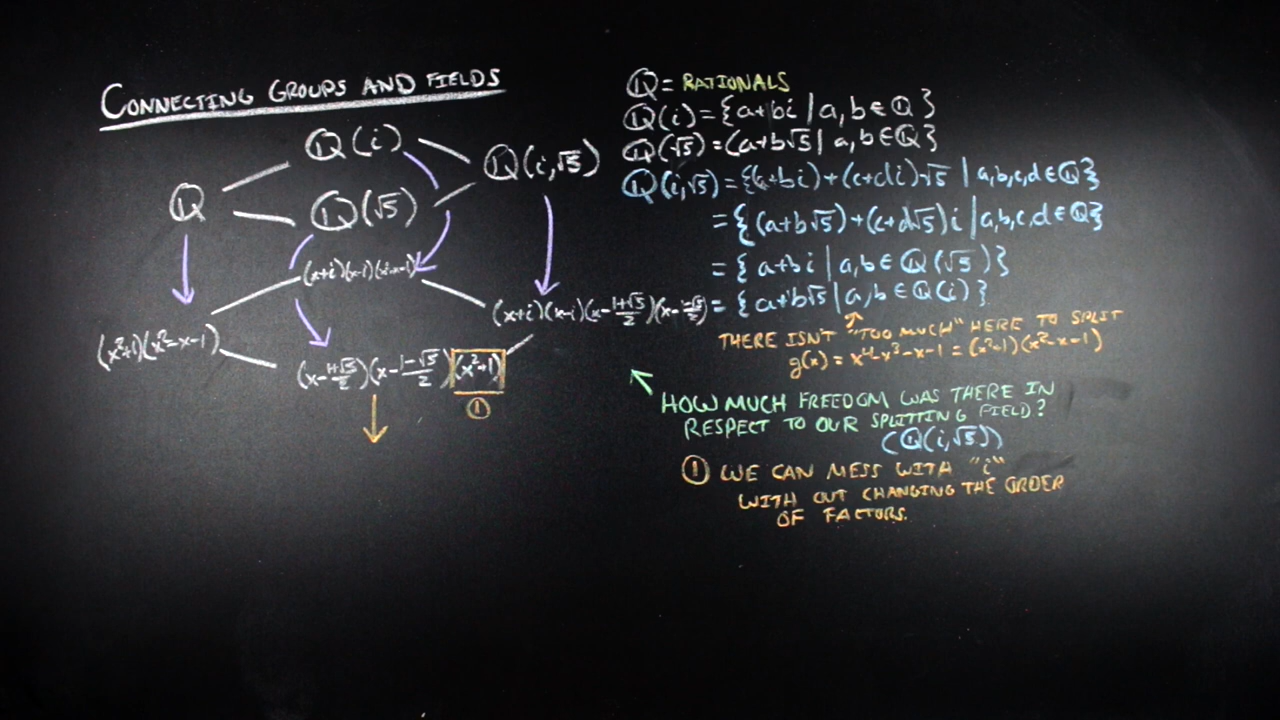 CONNECTING GROUPS AND FIELDS
Q(i)
Q(i,√5)
Q
Q(√5)
(x+i)(x-i)(x²-x-1)
(x+i)(x-i)(x-1+√5/2)(x-1-√5/2)
(x²+1)(x²-x-1)
(x-1+√5/2)(x-1-√5/2)(x²+1)
①
Q = RATIONALS
Q(i) = {a+bi | a,b ∈ Q}
Q(√5) = (a+b√5 | a,b ∈ Q}
Q(i,√5) = {(a+bi)+(c+di)√5 | a,b,c,d ∈ Q}
= {(a+b√5)+(c+d√5)i | a,b,c,d ∈ Q}
= {a+bi | a,b ∈ Q(√5)}
= {a+b√5 | a,b ∈ Q(i)}
THERE ISN'T "TOO MUCH" HERE TO SPLIT
g(x) = x⁴-x³-x-1 = (x²+1)(x²-x-1)
HOW MUCH FREEDOM WAS THERE IN
RESPECT TO OUR SPLITTING FIELD?
(Q(i,√5))
① WE CAN MESS WITH "i"
WITH OUT CHANGING THE ORDER
OF FACTORS.